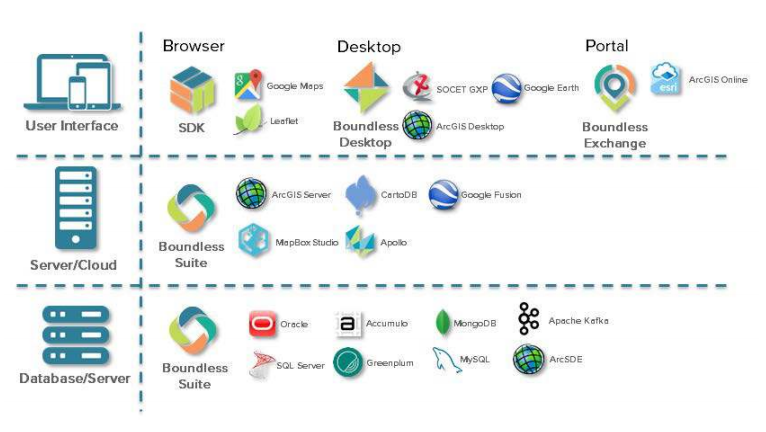 Browser
Desktop
Portal
Google Maps
SOCET GXP
Google Earth
esri
ArcGIS Online
User Interface
SDK
Leaflet
Boundless
Desktop
ArcGIS Desktop
Boundless
Exchange
ArcGIS Server
CartoDB
Google Fusion
Server/Cloud
Boundless
Suite
MapBox Studio
Apollo
Oracle
a
Accumulo
MongoDB
Apache Kafka
Database/Server
Boundless
Suite
SQL Server
Greenplum
MySQL
ArcSDE